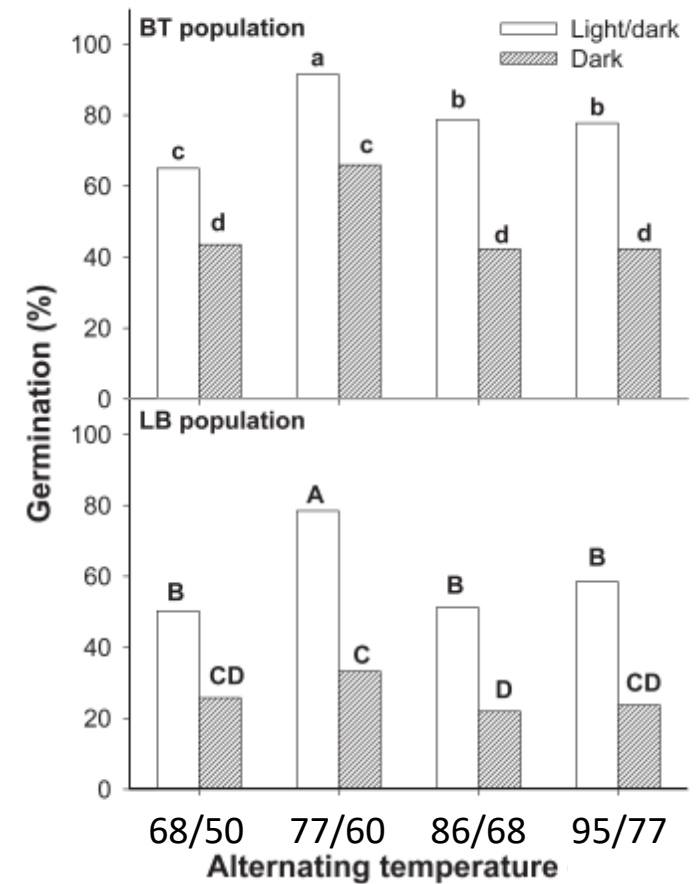 BT population
Light/dark
Dark
100
80
60
40
20
0
a
b
b
c
c
d
d
d
Germination (%)
LB population
100
80
60
40
20
0
A
B
B
B
C
CD
D
CD
68/50 77/60 86/68 95/77
Alternating temperature